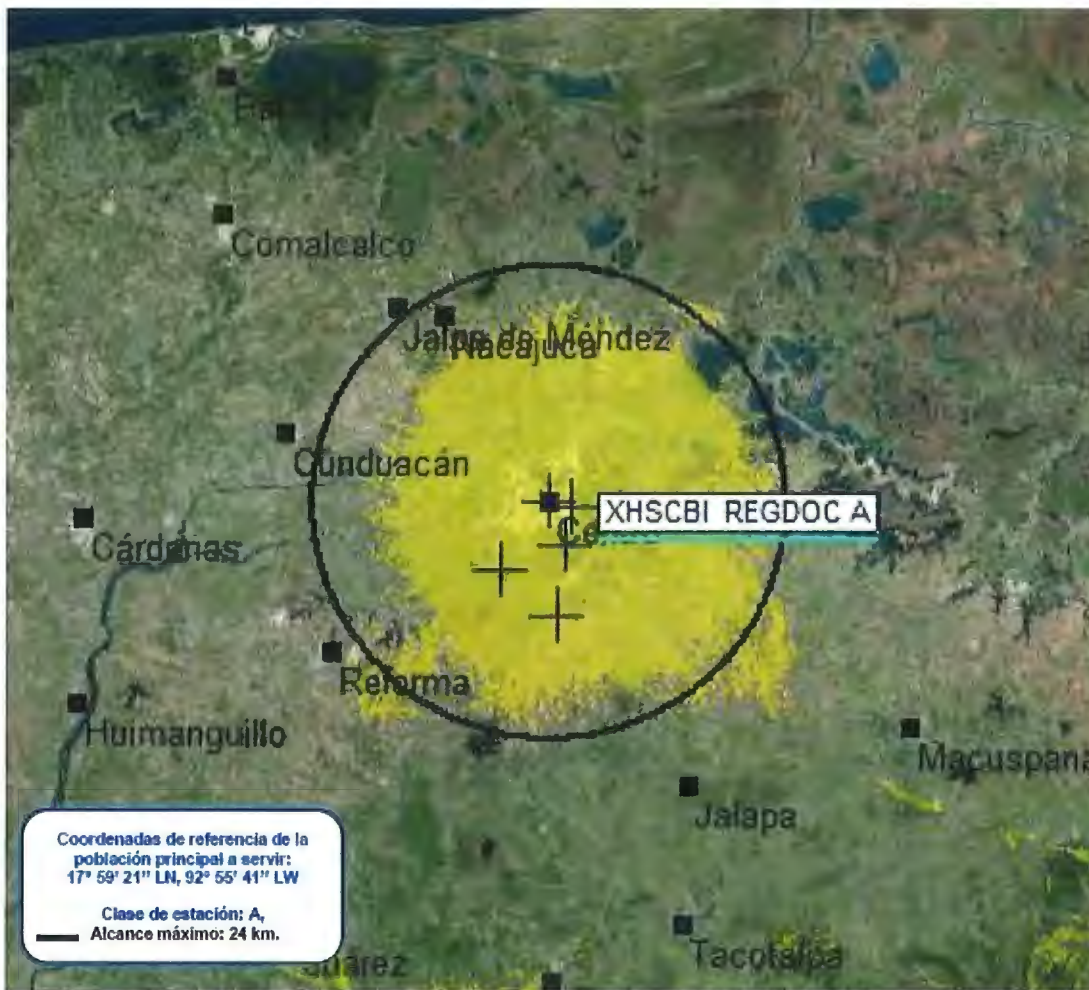 Comalcalco
Jalpa de Méndez
Nacajuca
Cunduacán
XHSCBI REGDOC A
Cárdenas
Reforma
Huimanguillo
Macuspana
Jalapa
Coordenadas de referencia de la
población principal a servir:
17° 59' 21" LN, 92° 55' 41" LW
Clase de estación: A,
Alcance máximo: 24 km.
Tacotalpa